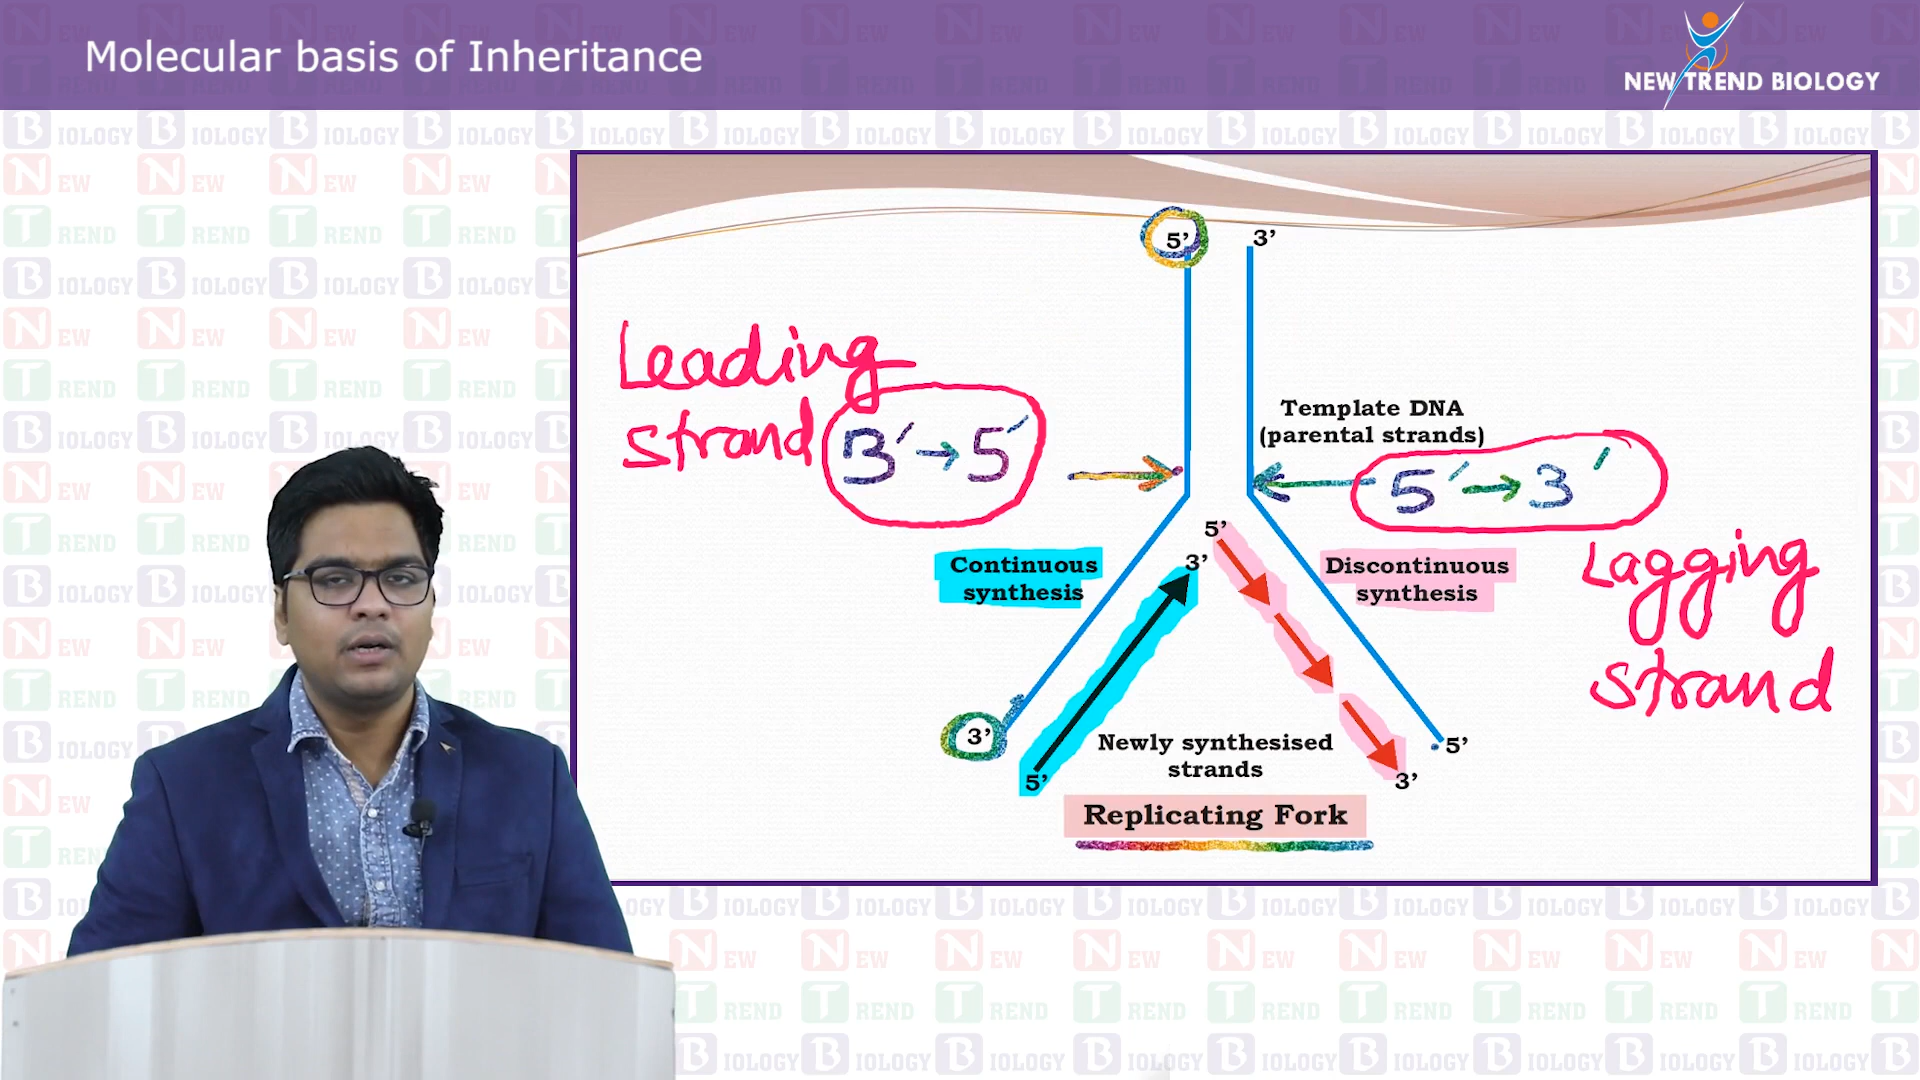 Molecular basis of Inheritance
NEW TREND BIOLOGY
5’
3’
Leading
strand
3′→5′
Template DNA
(parental strands)
5′→3′
5’
3’
Continuous
synthesis
Discontinuous
synthesis
Lagging
strand
3’
5’
Newly synthesised
strands
5’
3’
Replicating Fork